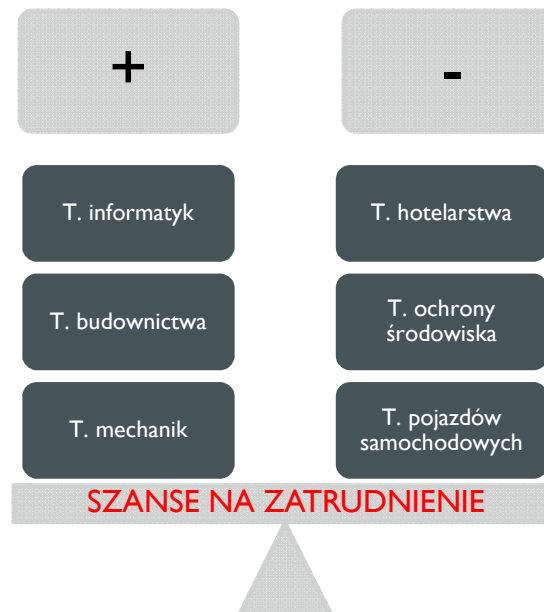 +
-
T. informatyk
T. hotelarstwa
T. budownictwa
T. ochrony
środowiska
T. mechanik
T. pojazdów
samochodowych
SZANSE NA ZATRUDNIENIE